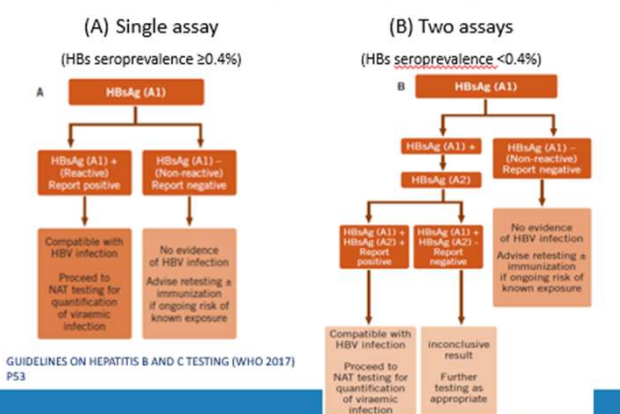 (A) Single assay
(HBs seroprevalence ≥0.4%)
A
HBsAg (A1)
HBsAg (A1) +
(Reactive)
Report positive
HBsAg (A1) –
(Non-reactive)
Report negative
Compatible with
HBV infection
Proceed to
NAT testing for
quantification
of viraemic
infection
No evidence
of HBV infection
Advise retesting ±
immunization
if ongoing risk of
known exposure
(B) Two assays
(HBs seroprevalence <0.4%)
B
HBsAg (A1)
HBsAg (A1) +
HBsAg (A2)
HBsAg (A1) –
(Non-reactive)
Report negative
HBsAg (A1) +
HBsAg (A2) +
Report
positive
HBsAg (A1) +
HBsAg (A2) -
Report
negative
No evidence
of HBV infection
Advise retesting ±
immunization
if ongoing risk of
known exposure
Compatible with
HBV infection
Proceed to
NAT testing for
quantification
of viraemic
infection
inconclusive
result
Further
testing as
appropriate
GUIDELINES ON HEPATITIS B AND C TESTING (WHO 2017)
P53